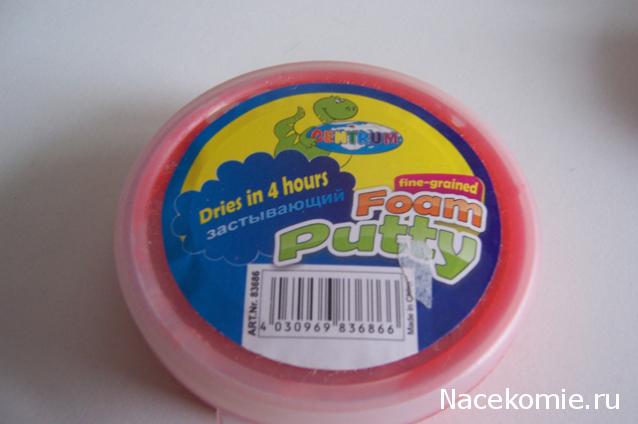 CENTRUM
Dries in 4 hours
застывающий
fine-grained
Foam
Putty
ART.Nr. 83686
4 030969 836866
Made in China
Nacekomie.ru